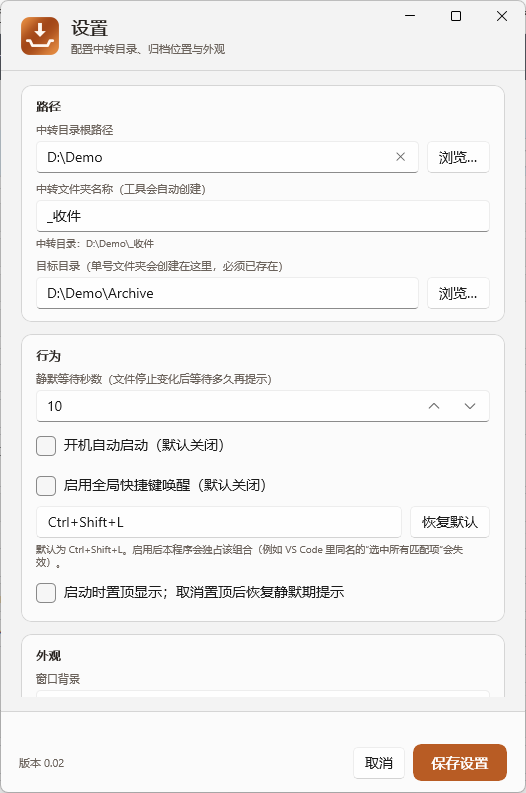 设置
配置中转目录、归档位置与外观
路径
中转目录根路径
D:\Demo
浏览...
中转文件夹名称（工具会自动创建）
_收件
中转目录：D:\Demo\_收件
目标目录（单号文件夹会创建在这里，必须已存在）
D:\Demo\Archive
浏览...
行为
静默等待秒数（文件停止变化后等待多久再提示）
10
开机自动启动（默认关闭）
启用全局快捷键唤醒（默认关闭）
Ctrl+Shift+L
恢复默认
默认为 Ctrl+Shift+L。启用后本程序会独占该组合（例如 VS Code 里同名的“选中所有匹配项”会失
效）。
启动时置顶显示；取消置顶后恢复静默期提示
外观
窗口背景
版本 0.02
取消
保存设置